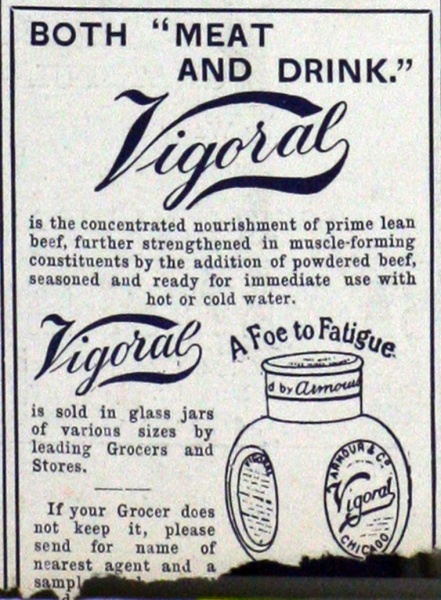 BOTH “MEAT
AND DRINK.”
Vigoral
is the concentrated nourishment of prime lean
beef, further strengthened in muscle-forming
constituents by the addition of powdered beef,
seasoned and ready for immediate use with
hot or cold water.
Vigoral
is sold in glass jars
of various sizes by
leading Grocers and
Stores.
A Foe to Fatigue.
d by Armour
VIGORAL
ARMOUR & Co
Vigoral
CHICAGO
If your Grocer does
not keep it, please
send for name of
nearest agent and a
sampl